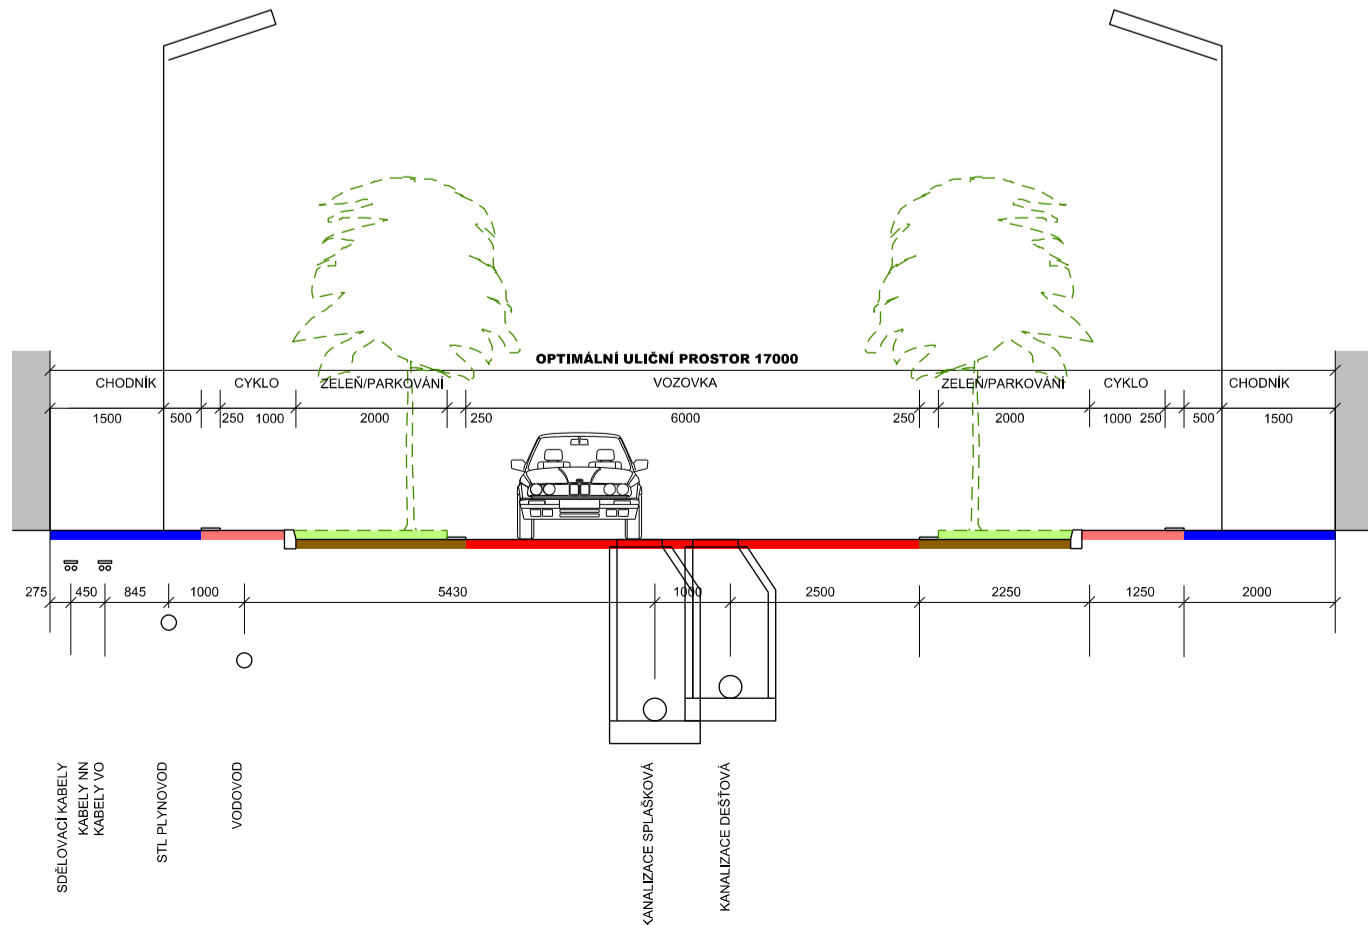 OPTIMÁLNÍ ULIČNÍ PROSTOR 17000
CHODNÍK CYKLO ZELEŇ/PARKOVÁNÍ VOZOVKA ZELEŇ/PARKOVÁNÍ CYKLO CHODNÍK
1500 500 250 1000 2000 250 6000 250 2000 1000 250 500 1500
275 450 845 1000 5430 1000 2500 2250 1250 2000
SDĚLOVACÍ KABELY
KABELY NN
KABELY VO
STL PLYNOVOD
VODOVOD
KANALIZACE SPLAŠKOVÁ
KANALIZACE DEŠŤOVÁ